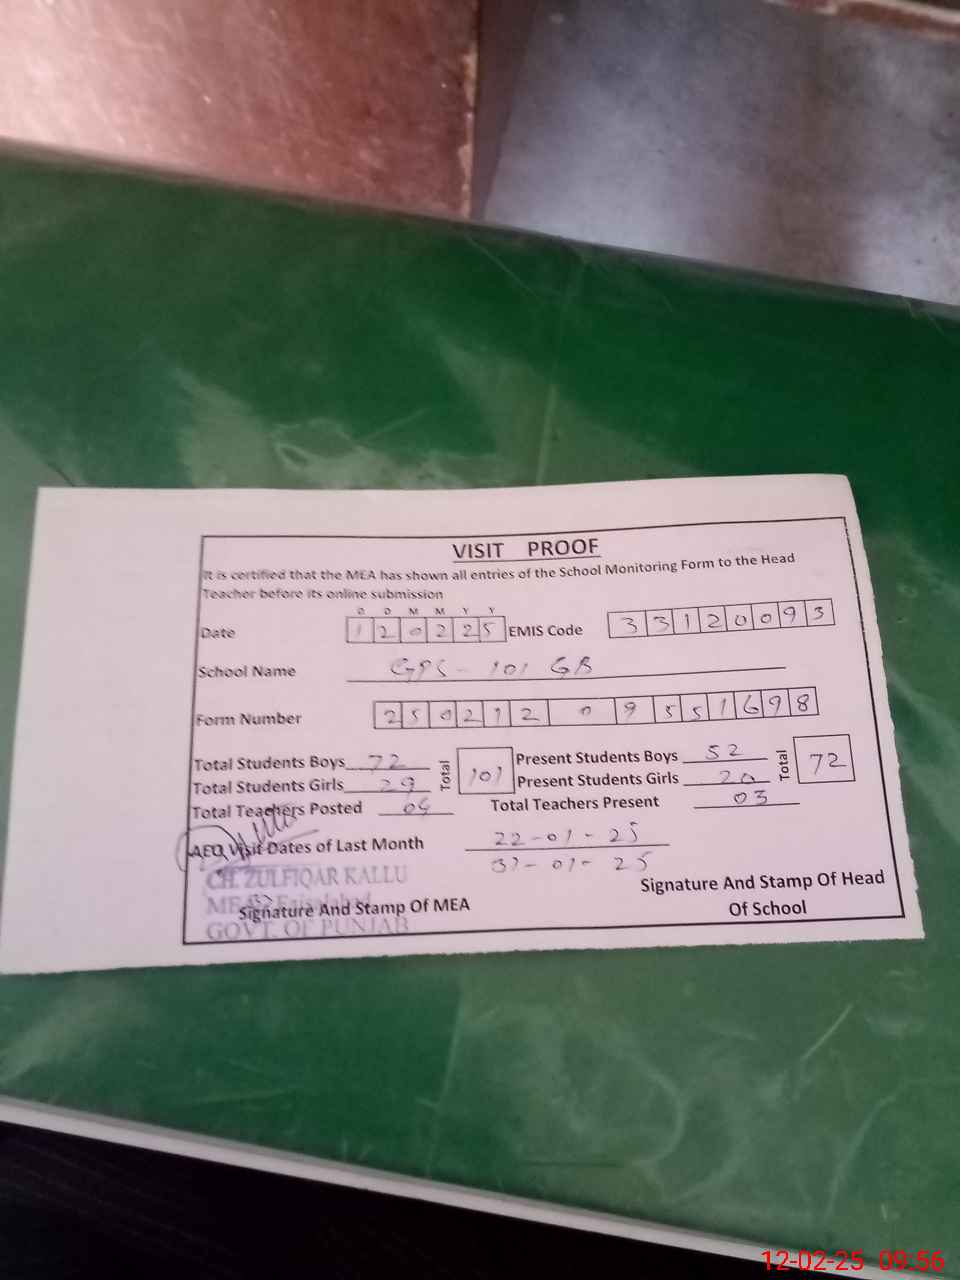 VISIT PROOF
It is certified that the MEA has shown all entries of the School Monitoring Form to the Head
Teacher before its online submission
D D M M Y Y
Date 1 2 0 2 2 5 EMIS Code 3 3 1 2 0 0 9 3
School Name GPS - 101 GB
Form Number 2 5 0 2 1 2 0 9 5 5 1 6 9 8
Total Students Boys 72 Total 101 Present Students Boys 52 Total 72
Total Students Girls 29 Present Students Girls 20
Total Teachers Posted Total Teachers Present 03
AEO Visit Dates of Last Month 22-01-25
-01-25
CH. ZULFIQAR KALLU
MEA Faisalabad
GOVT. OF PUNJAB
Signature And Stamp Of MEA
Signature And Stamp Of Head
Of School
12-02-25 09:56